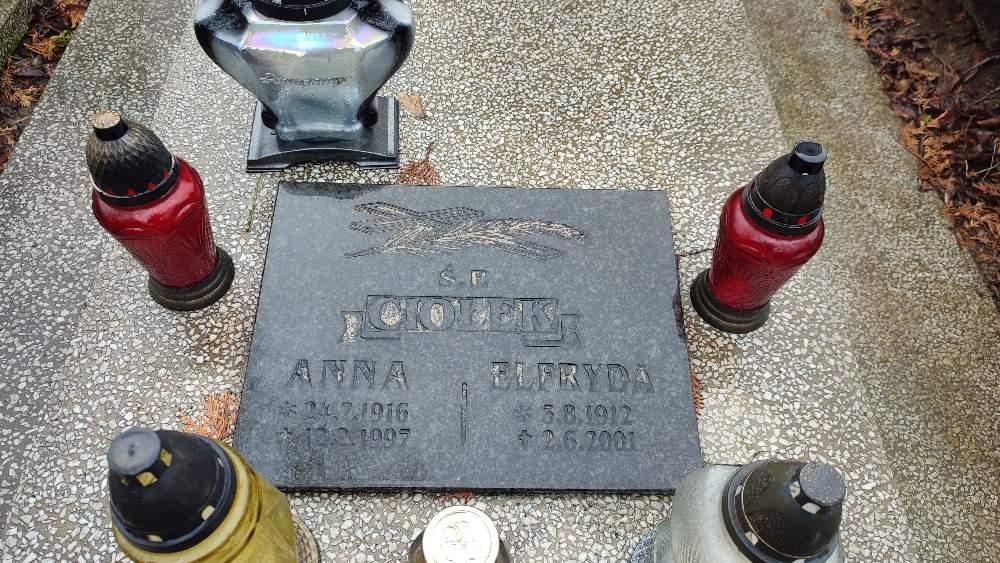 Ś.P.
CIOŁEK
ANNA
* 24.7.1916
✝ 12.2.1997
ELFRYDA
* 3.8.1912
✝ 2.6.2001